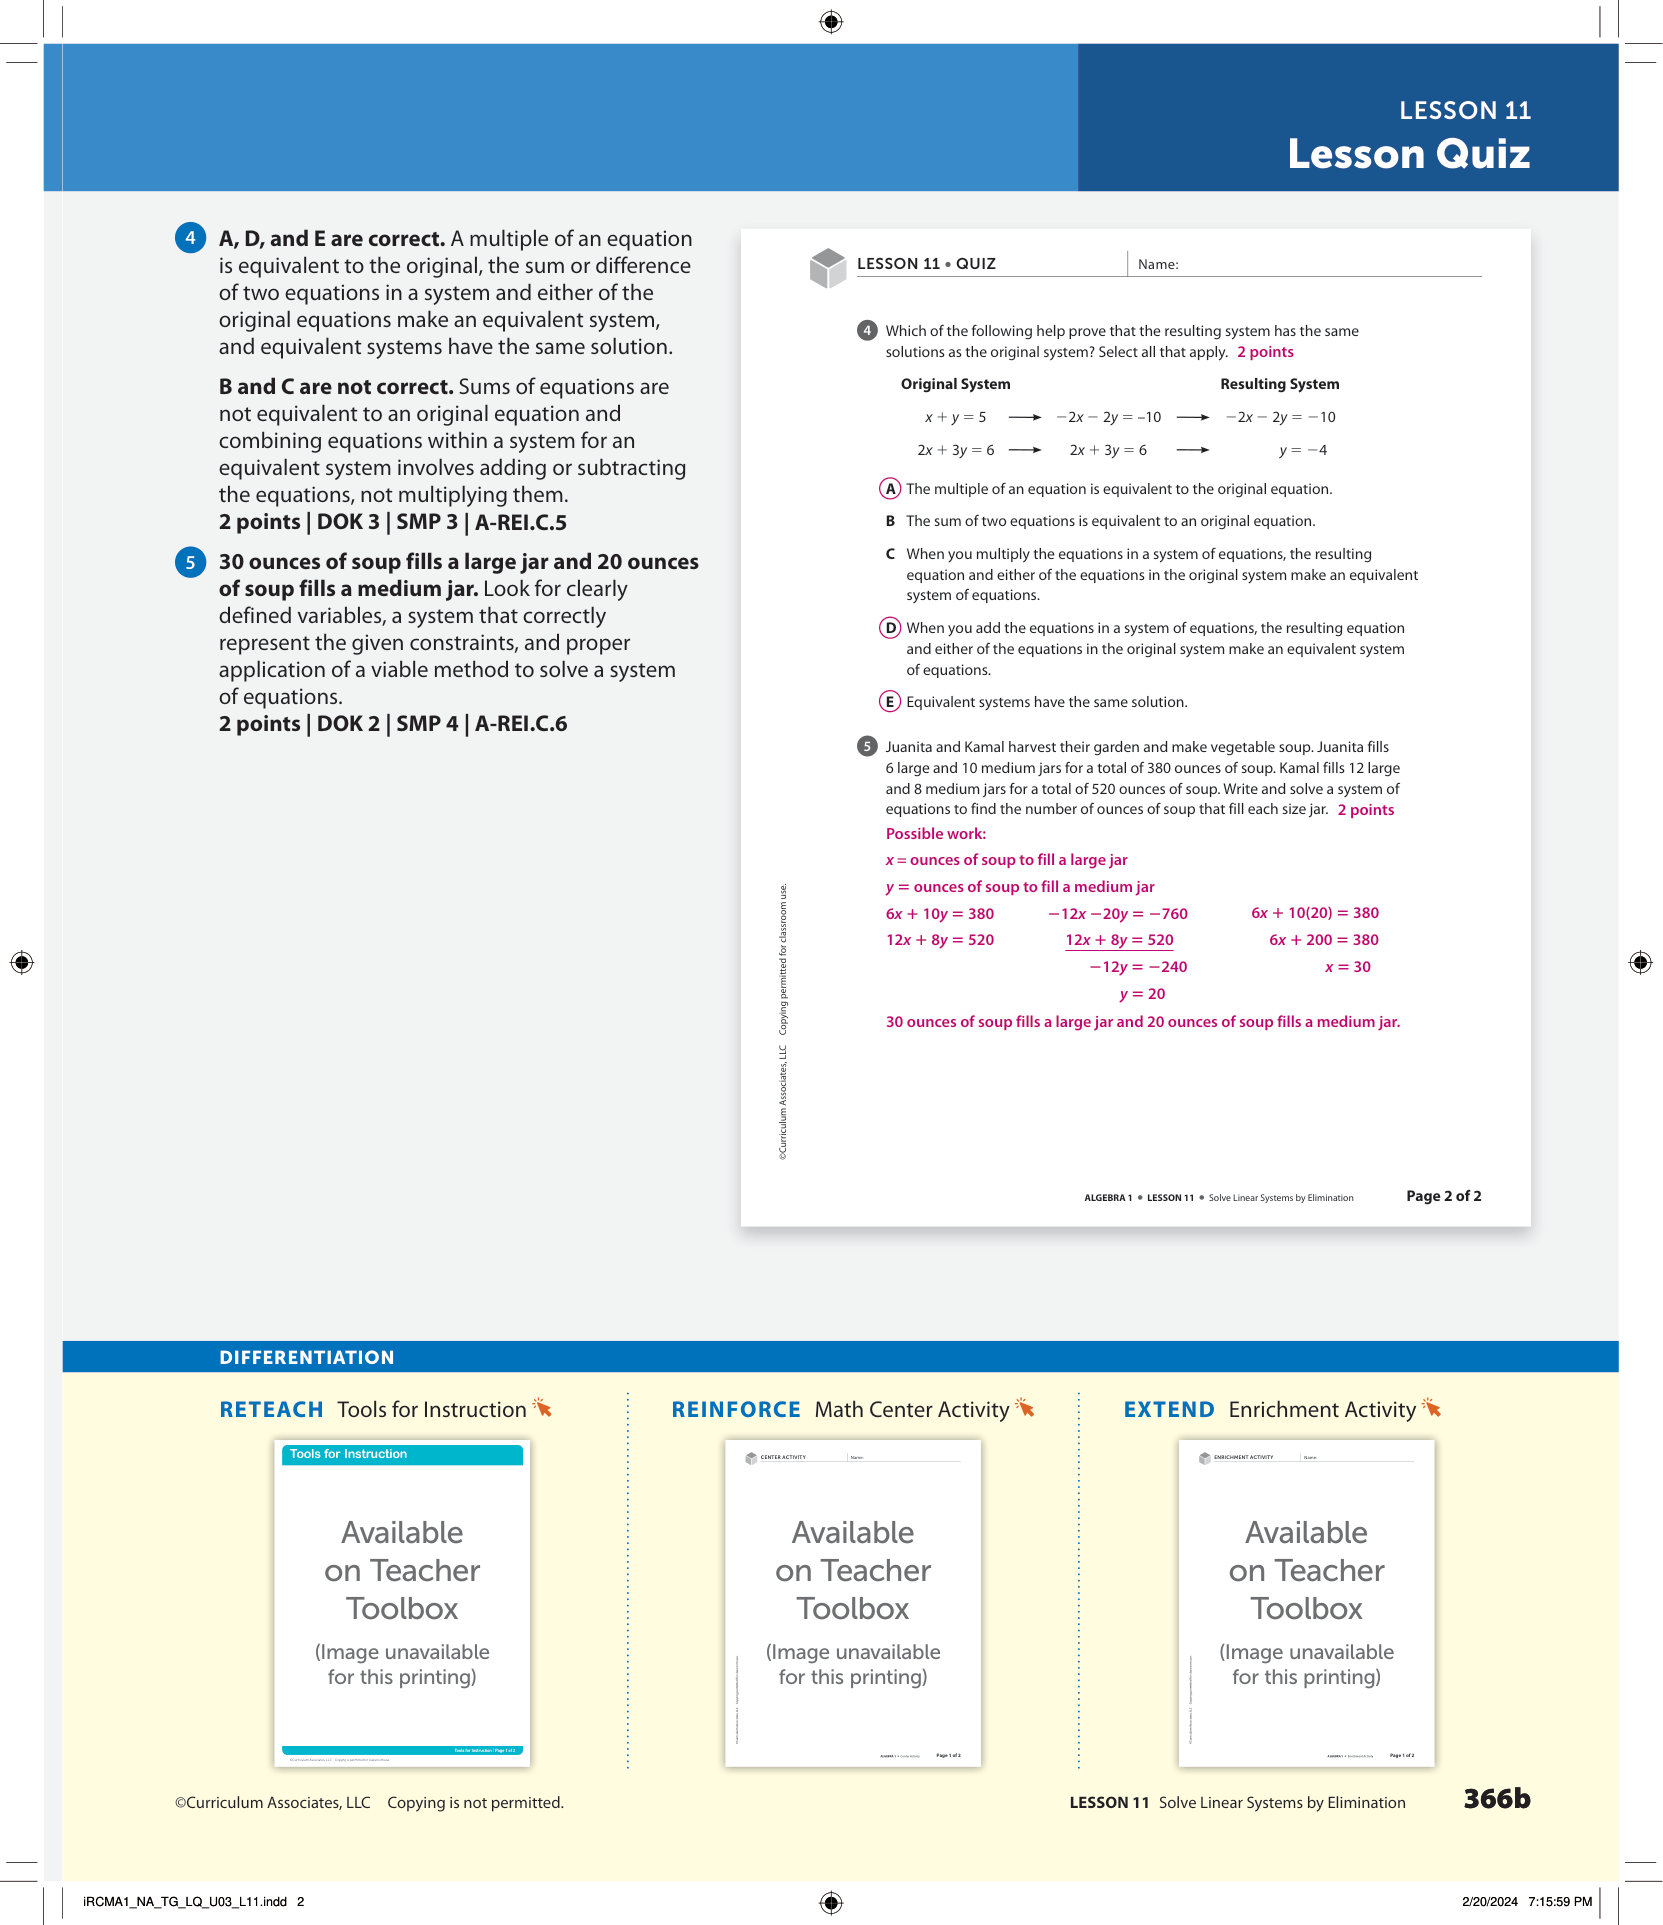 LESSON 11
Lesson Quiz
4 A, D, and E are correct. A multiple of an equation
is equivalent to the original, the sum or difference
of two equations in a system and either of the
original equations make an equivalent system,
and equivalent systems have the same solution.
B and C are not correct. Sums of equations are
not equivalent to an original equation and
combining equations within a system for an
equivalent system involves adding or subtracting
the equations, not multiplying them.
2 points | DOK 3 | SMP 3 | A-REI.C.5
5 30 ounces of soup fills a large jar and 20 ounces
of soup fills a medium jar. Look for clearly
defined variables, a system that correctly
represent the given constraints, and proper
application of a viable method to solve a system
of equations.
2 points | DOK 2 | SMP 4 | A-REI.C.6
LESSON 11 • QUIZ Name:
4 Which of the following help prove that the resulting system has the same
solutions as the original system? Select all that apply. 2 points
Original System Resulting System
x + y = 5 ⟶ −2x − 2y = –10 ⟶ −2x − 2y = −10
2x + 3y = 6 ⟶ 2x + 3y = 6 ⟶ y = −4
A The multiple of an equation is equivalent to the original equation.
B The sum of two equations is equivalent to an original equation.
C When you multiply the equations in a system of equations, the resulting
equation and either of the equations in the original system make an equivalent
system of equations.
D When you add the equations in a system of equations, the resulting equation
and either of the equations in the original system make an equivalent system
of equations.
E Equivalent systems have the same solution.
5 Juanita and Kamal harvest their garden and make vegetable soup. Juanita fills
6 large and 10 medium jars for a total of 380 ounces of soup. Kamal fills 12 large
and 8 medium jars for a total of 520 ounces of soup. Write and solve a system of
equations to find the number of ounces of soup that fill each size jar. 2 points
Possible work:
x = ounces of soup to fill a large jar
y = ounces of soup to fill a medium jar
6x + 10y = 380 −12x −20y = −760 6x + 10(20) = 380
12x + 8y = 520 12x + 8y = 520 6x + 200 = 380
−12y = −240 x = 30
y = 20
30 ounces of soup fills a large jar and 20 ounces of soup fills a medium jar.
©Curriculum Associates, LLC Copying permitted for classroom use.
ALGEBRA 1 • LESSON 11 • Solve Linear Systems by Elimination Page 2 of 2
DIFFERENTIATION
RETEACH Tools for Instruction
Tools for Instruction
Available
on Teacher
Toolbox
(Image unavailable
for this printing)
Tools for Instruction | Page 1 of 2
REINFORCE Math Center Activity
CENTER ACTIVITY Name:
Available
on Teacher
Toolbox
(Image unavailable
for this printing)
Page 1 of 2
EXTEND Enrichment Activity
ENRICHMENT ACTIVITY Name:
Available
on Teacher
Toolbox
(Image unavailable
for this printing)
Page 1 of 2
©Curriculum Associates, LLC Copying is not permitted.
LESSON 11 Solve Linear Systems by Elimination 366b
iRCMA1_NA_TG_LQ_U03_L11.indd 2
2/20/2024 7:15:59 PM